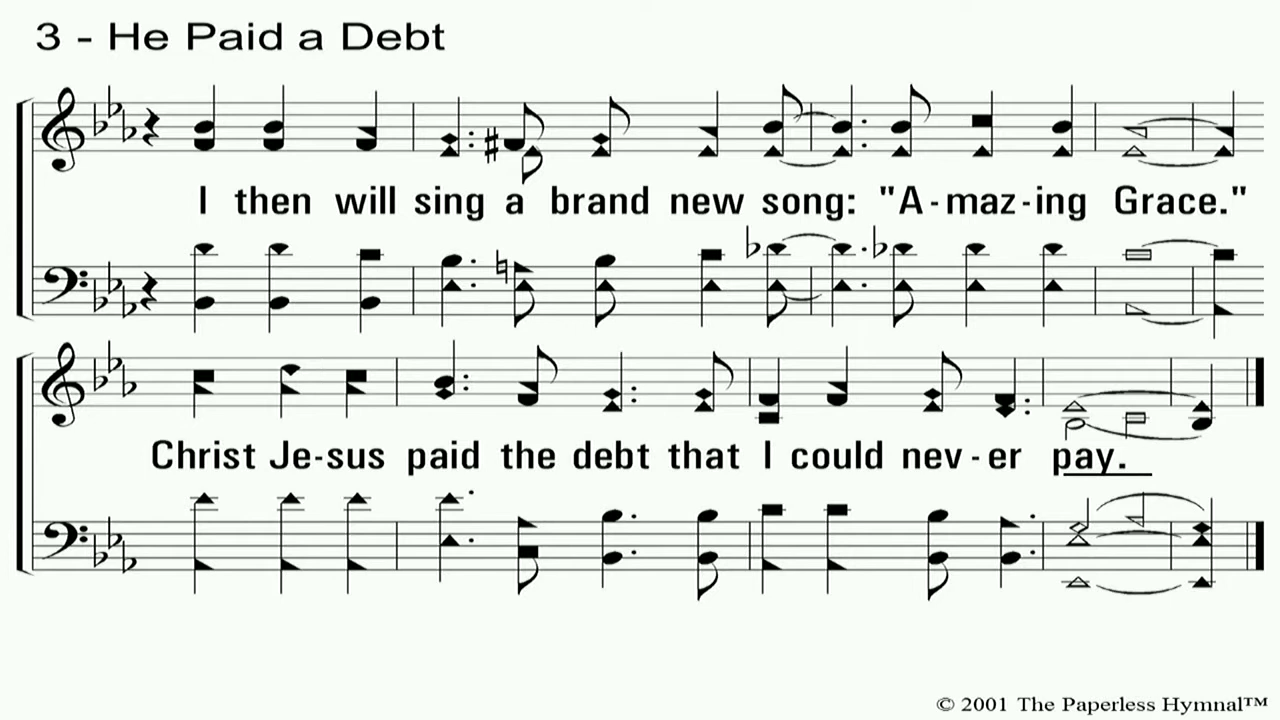 3 - He Paid a Debt
I then will sing a brand new song: "A-maz-ing Grace."
Christ Je-sus paid the debt that I could nev-er pay.
© 2001 The Paperless Hymnal™